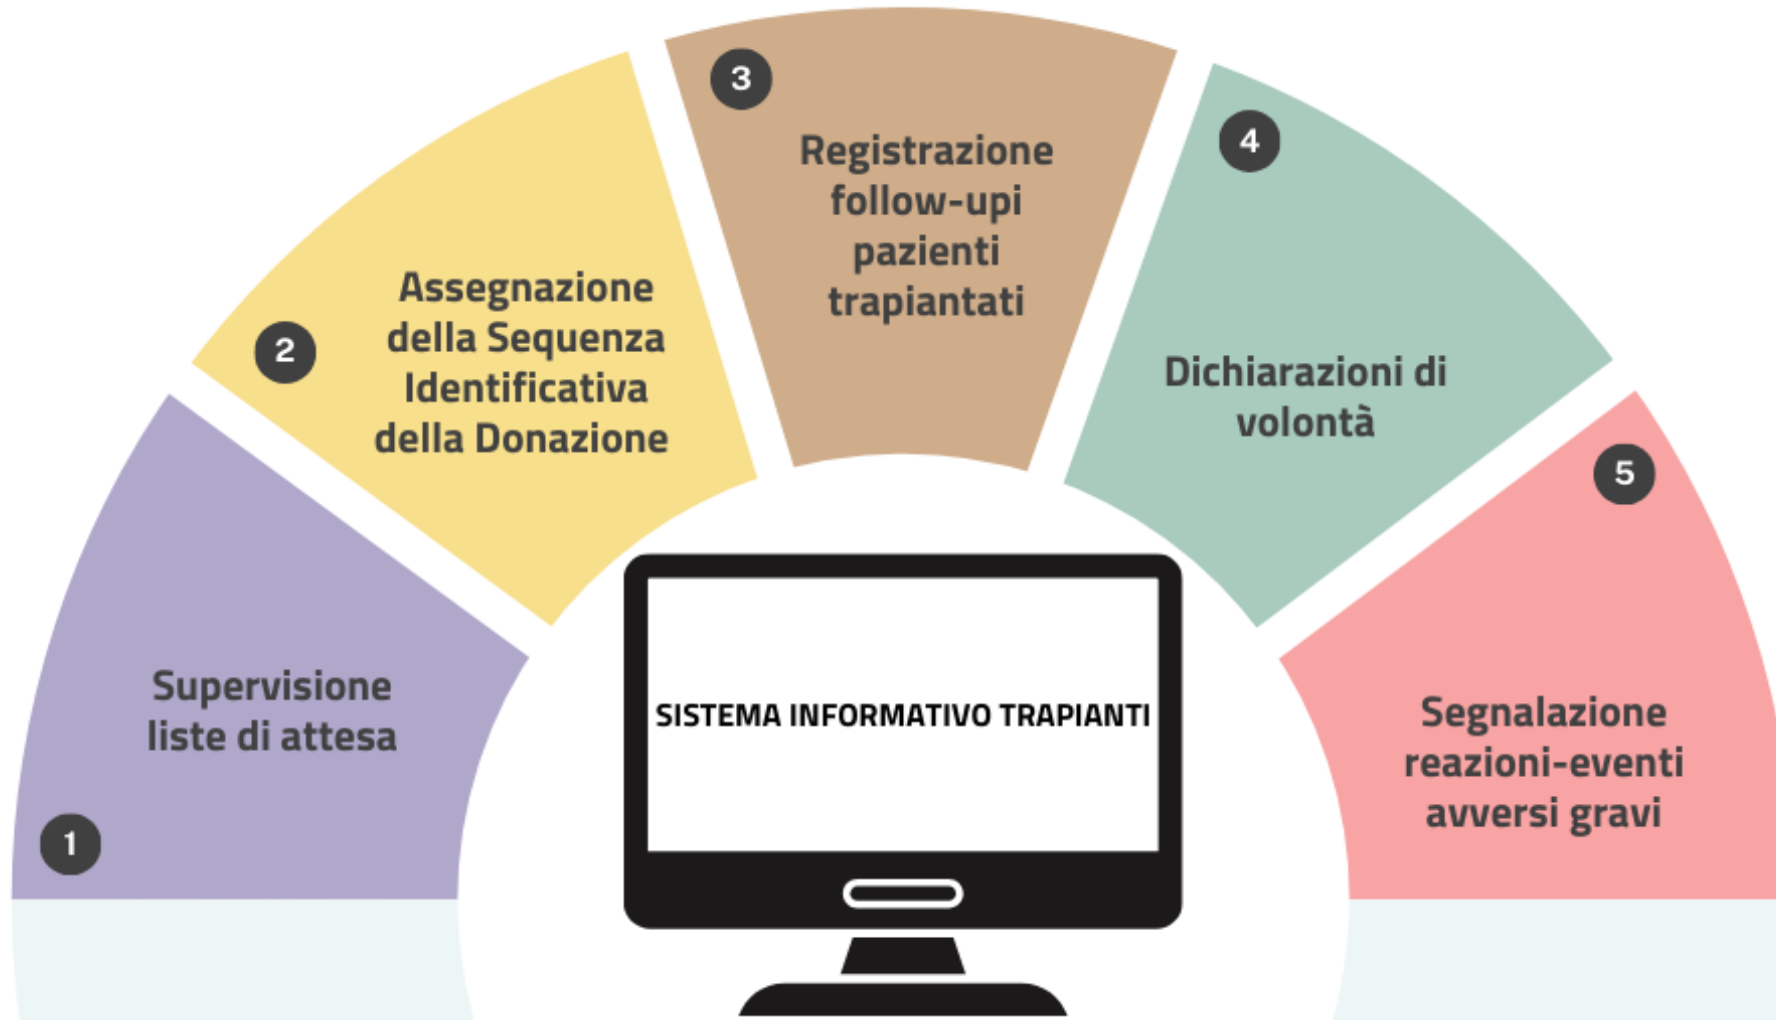 1
Supervisione
liste di attesa
2
Assegnazione
della Sequenza
Identificativa
della Donazione
3
Registrazione
follow-upi
pazienti
trapiantati
4
Dichiarazioni di
volontà
5
Segnalazione
reazioni-eventi
avversi gravi
SISTEMA INFORMATIVO TRAPIANTI